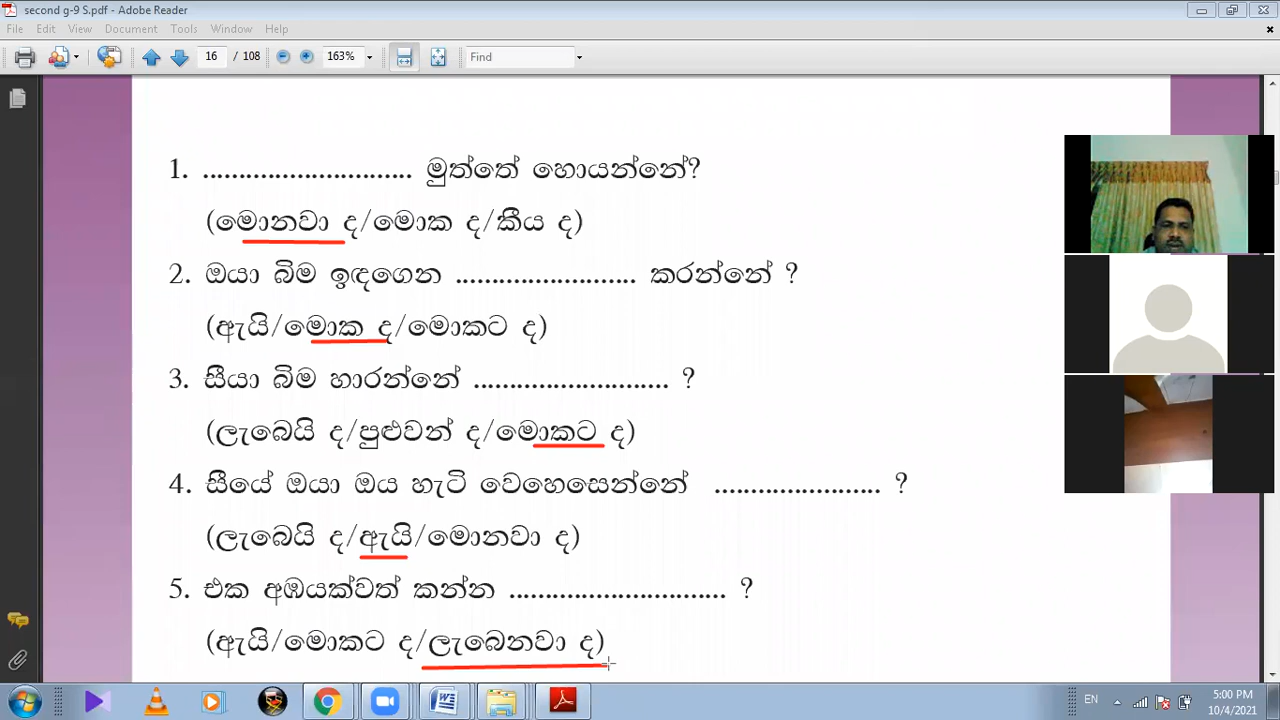 second g-9 S.pdf - Adobe Reader
File Edit View Document Tools Window Help
16 / 108 163% Find
1. ............................ මුත්තේ හොයන්නේ?
(මොනවා ද/මොක ද/කීය ද)
2. ඔයා බිම ඉඳගෙන ......................... කරන්නේ ?
(ඇයි/මොක ද/මොකට ද)
3. සීයා බිම හාරන්නේ ........................... ?
(ලැබෙයි ද/පුළුවන් ද/මොකට ද)
4. සීයේ ඔයා ඔය හැටි වෙහෙසෙන්නේ ....................... ?
(ලැබෙයි ද/ඇයි/මොනවා ද)
5. එක අඹයක්වත් කන්න .............................. ?
(ඇයි/මොකට ද/ලැබෙනවා ද)
EN 5:00 PM
10/4/2021